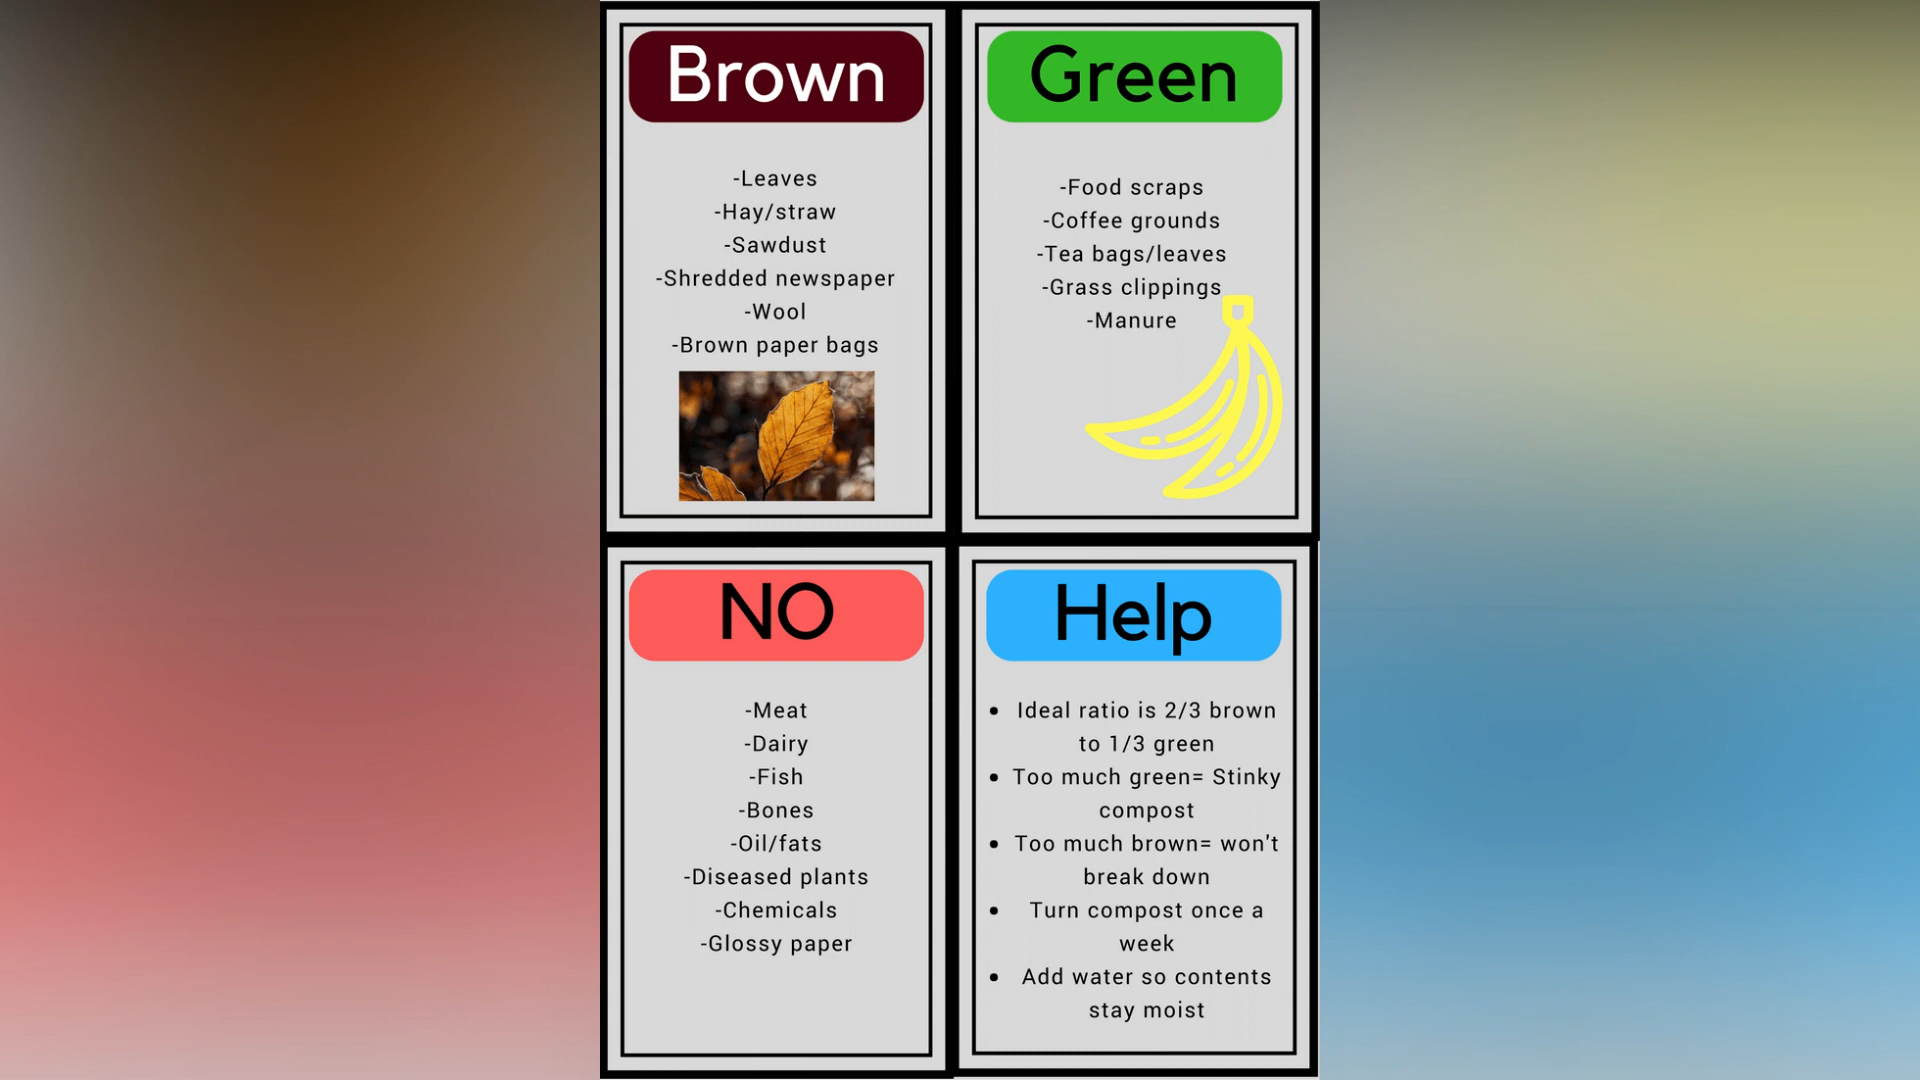 Brown
-Leaves
-Hay/straw
-Sawdust
-Shredded newspaper
-Wool
-Brown paper bags
Green
-Food scraps
-Coffee grounds
-Tea bags/leaves
-Grass clippings
-Manure
NO
-Meat
-Dairy
-Fish
-Bones
-Oil/fats
-Diseased plants
-Chemicals
-Glossy paper
Help
• Ideal ratio is 2/3 brown
to 1/3 green
• Too much green= Stinky
compost
• Too much brown= won't
break down
• Turn compost once a
week
• Add water so contents
stay moist